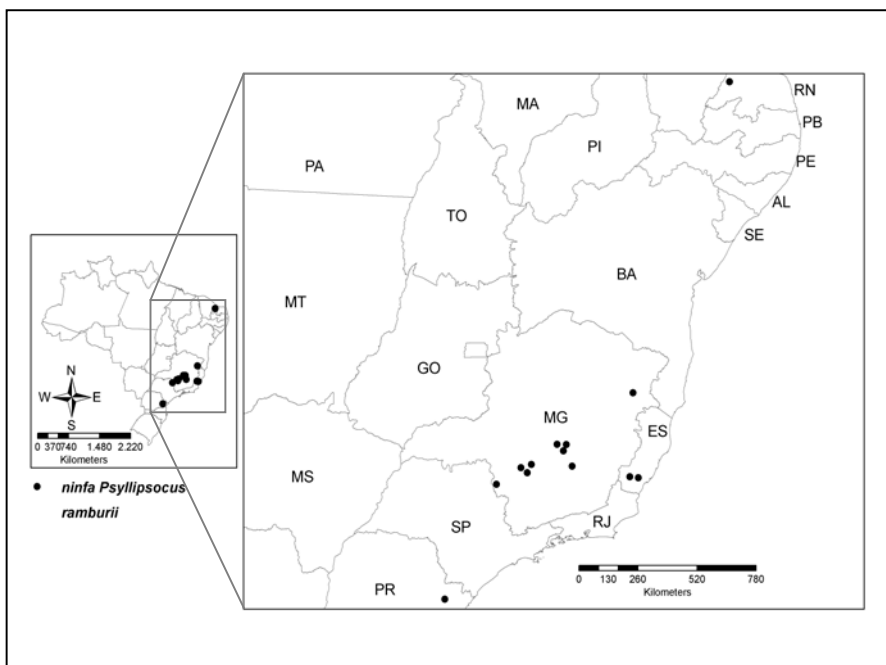 RN
MA
PB
PI
PE
PA
AL
TO
SE
BA
MT
GO
MG
ES
MS
SP
RJ
PR
0 130 260 520 780
Kilometers
N
W E
S
0 370740 1.480 2.220
Kilometers
ninfa Psyllipsocus
ramburii